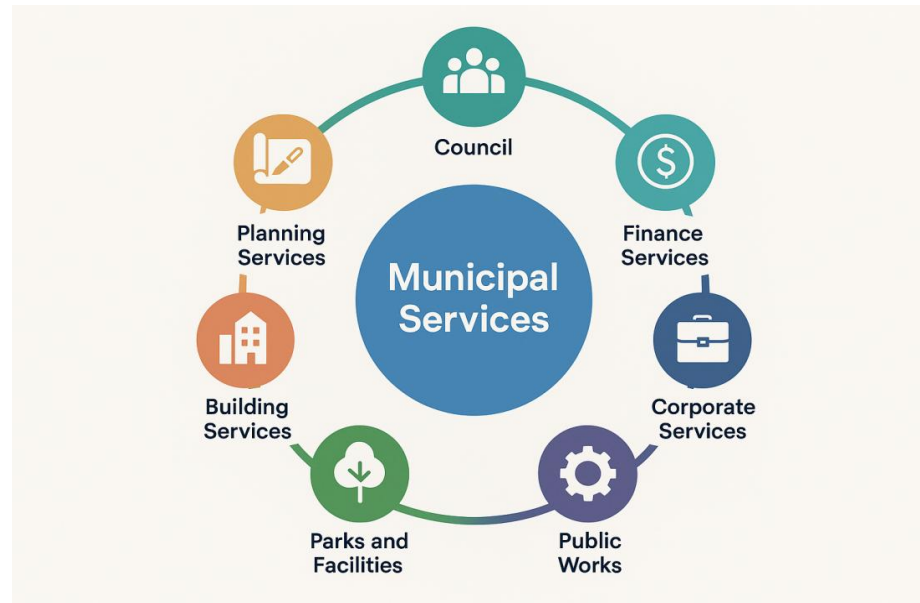 Council
Finance
Services
Corporate
Services
Public
Works
Parks and
Facilities
Building
Services
Planning
Services
Municipal
Services
$